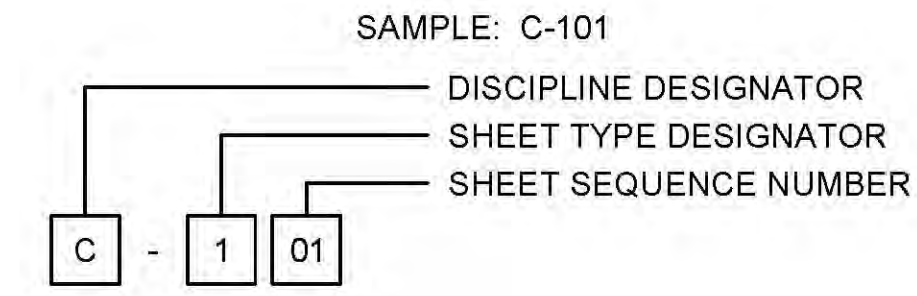 SAMPLE: C-101
DISCIPLINE DESIGNATOR
SHEET TYPE DESIGNATOR
SHEET SEQUENCE NUMBER
C - 1 01